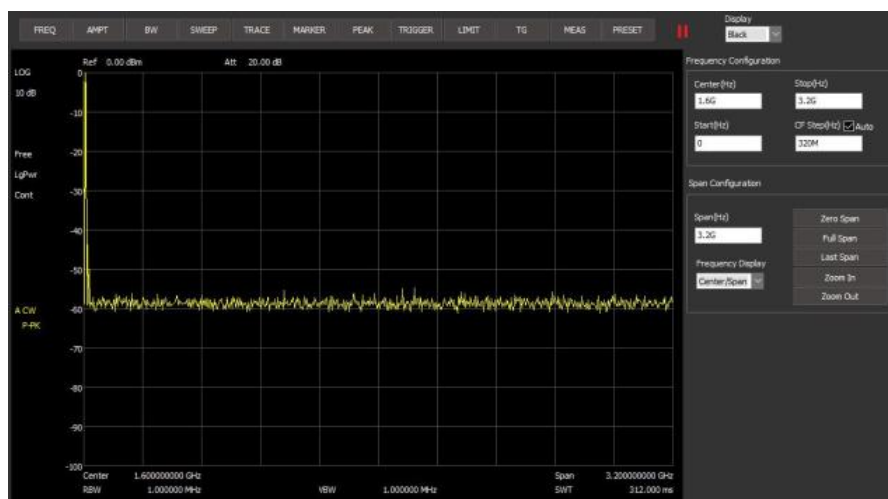 Display
FREQ AMPT BW SWEEP TRACE MARKER PEAK TRIGGER LIMIT TG MEAS PRESET Black
Ref 0.00 dBm Att 20.00 dB
LOG
10 dB
Free
LgPwr
Cont
A CW
P-PK
0
-10
-20
-30
-40
-50
-60
-70
-80
-90
-100
Center 1.600000000 GHz Span 3.200000000 GHz
RBW 1.000000 MHz VBW 1.000000 MHz SWT 312.000 ms
Frequency Configuration
Center(Hz) Stop(Hz)
1.6G 3.2G
Start(Hz) CF Step(Hz) Auto
0 320M
Span Configuration
Span(Hz)
3.2G
Frequency Display
Center/Span
Zero Span
Full Span
Last Span
Zoom In
Zoom Out